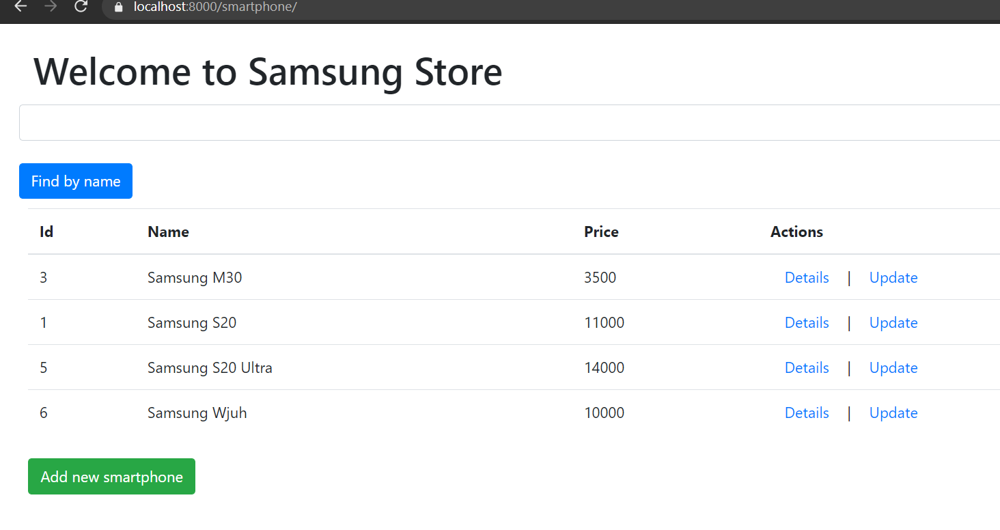 localhost:8000/smartphone/
Welcome to Samsung Store
Find by name
Id Name Price Actions
3 Samsung M30 3500 Details | Update
1 Samsung S20 11000 Details | Update
5 Samsung S20 Ultra 14000 Details | Update
6 Samsung Wjuh 10000 Details | Update
Add new smartphone